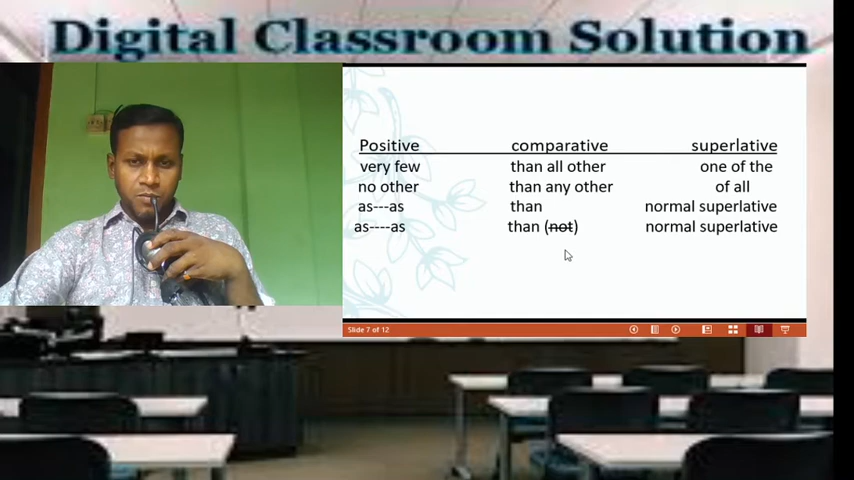 Digital Classroom Solution
Positive comparative superlative
very few than all other one of the
no other than any other of all
as---as than normal superlative
as----as than (not) normal superlative
Slide 7 of 12